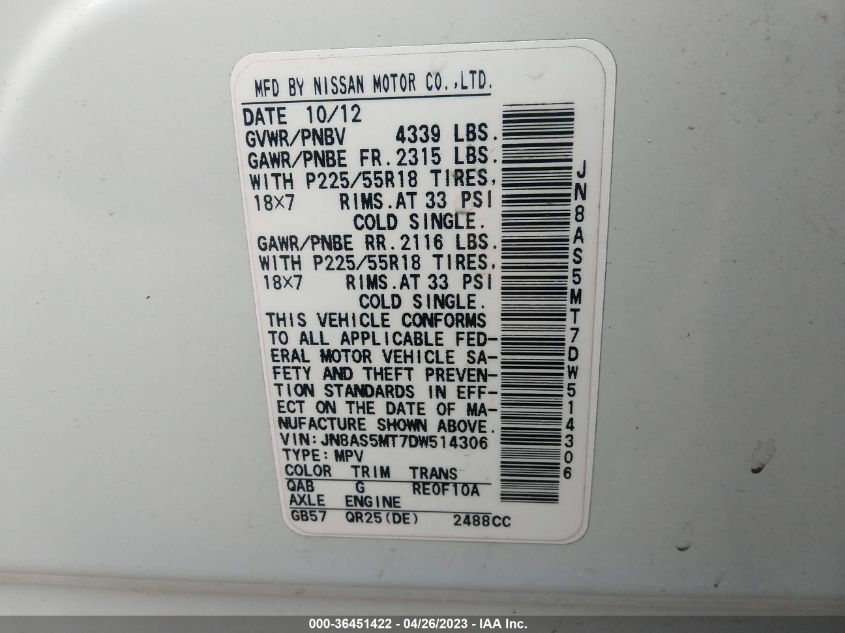 MFD BY NISSAN MOTOR CO.,LTD.
DATE 10/12
GVWR/PNBV 4339 LBS.
GAWR/PNBE FR. 2315 LBS.
WITH P225/55R18 TIRES,
18×7 RIMS.AT 33 PSI
COLD SINGLE.
GAWR/PNBE RR. 2116 LBS.
WITH P225/55R18 TIRES,
18×7 RIMS.AT 33 PSI
COLD SINGLE.
THIS VEHICLE CONFORMS
TO ALL APPLICABLE FED-
ERAL MOTOR VEHICLE SA-
FETY AND THEFT PREVEN-
TION STANDARDS IN EFF-
ECT ON THE DATE OF MA-
NUFACTURE SHOWN ABOVE.
VIN:JN8AS5MT7DW514306
TYPE:MPV
COLOR TRIM TRANS
QAB G RE0F10A
AXLE ENGINE
GB57 QR25(DE) 2488CC
JN8AS5MT7DW514306
000-36451422 - 04/26/2023 - IAA Inc.